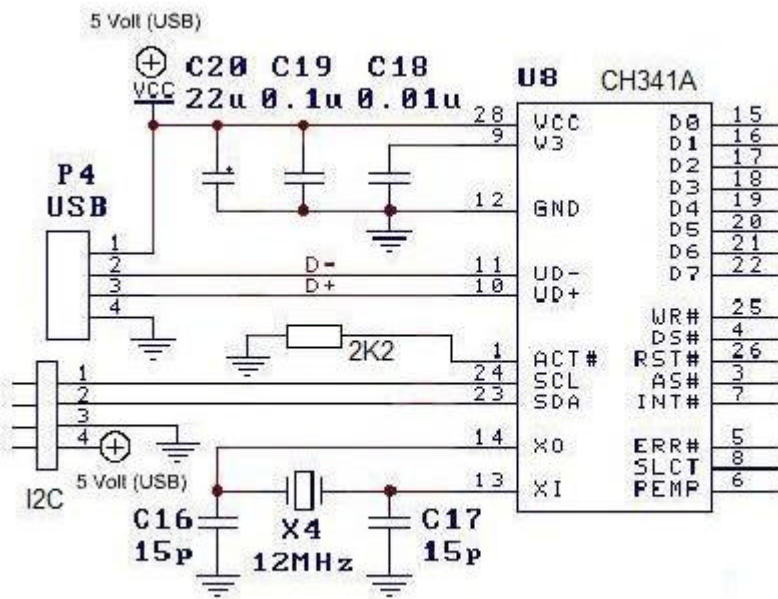 5 Volt (USB)
VCC
C20 C19 C18
22u 0.1u 0.01u
U8 CH341A
28 VCC D0 15
9 V3 D1 16
D2 17
D3 18
12 GND D4 19
D5 20
D6 21
D7 22
P4
USB
1
2 D- 11 UD-
3 D+ 10 UD+
4
WR# 25
DS# 4
2K2
1 ACT# RST# 26
1 24 SCL AS# 3
2 23 SDA INT# 7
3
4
I2C
5 Volt (USB)
14 XO ERR# 5
SLCT 8
13 XI PEMP 6
C16 X4 C17
15p 12MHz 15p